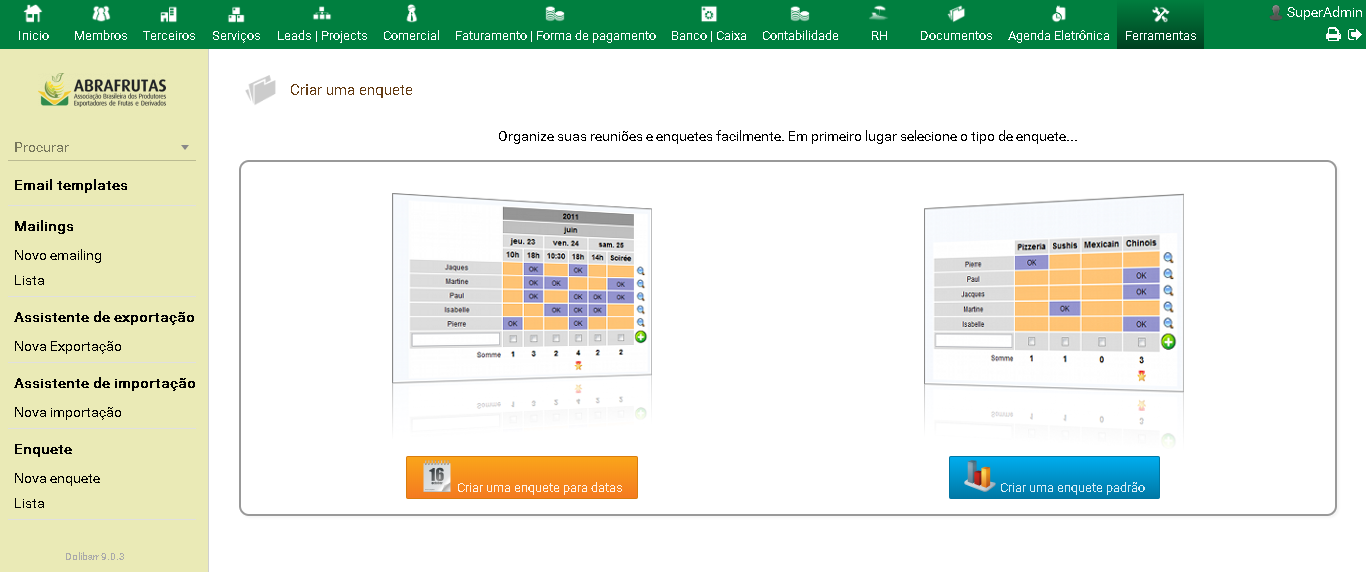 Inicio Membros Terceiros Serviços Leads | Projects Comercial Faturamento | Forma de pagamento Banco | Caixa Contabilidade RH Documentos Agenda Eletrônica Ferramentas SuperAdmin
ABRAFRUTAS
Associação Brasileira dos Produtores
Exportadores de Frutas e Derivados
Procurar
Email templates
Mailings
Novo emailing
Lista
Assistente de exportação
Nova Exportação
Assistente de importação
Nova importação
Enquete
Nova enquete
Lista
Dolibarr 9.0.3
Criar uma enquete
Organize suas reuniões e enquetes facilmente. Em primeiro lugar selecione o tipo de enquete...
2011
juin
jeu. 23 ven. 24 sam. 25
10h 18h 10:30 18h 14h Soirée
Jaques OK OK
Martine OK OK OK
Paul OK OK OK OK
Isabelle OK OK OK
Pierre OK OK
Somme 1 3 2 4 2 2
16 Criar uma enquete para datas
Pizzeria Sushis Mexicain Chinois
Pierre OK
Paul OK
Jacques OK
Martine OK
Isabelle OK
Somme 1 1 0 3
Criar uma enquete padrão